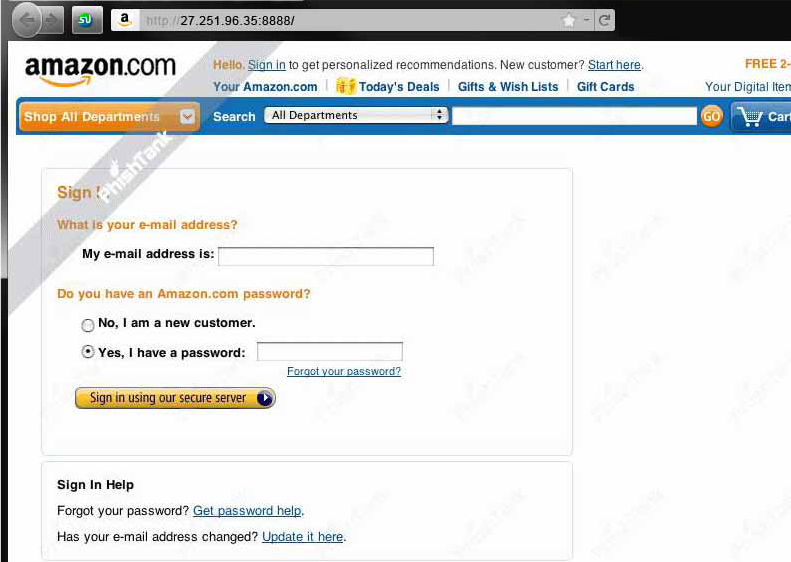 http://27.251.96.35:8888/
amazon.com
Hello. Sign in to get personalized recommendations. New customer? Start here.
FREE 2-
Your Amazon.com | Today's Deals | Gifts & Wish Lists | Gift Cards
Your Digital Item
Shop All Departments
Search
All Departments
GO
Cart
PhishTank
Sign I
What is your e-mail address?
My e-mail address is:
Do you have an Amazon.com password?
No, I am a new customer.
Yes, I have a password:
Forgot your password?
Sign in using our secure server
Sign In Help
Forgot your password? Get password help.
Has your e-mail address changed? Update it here.